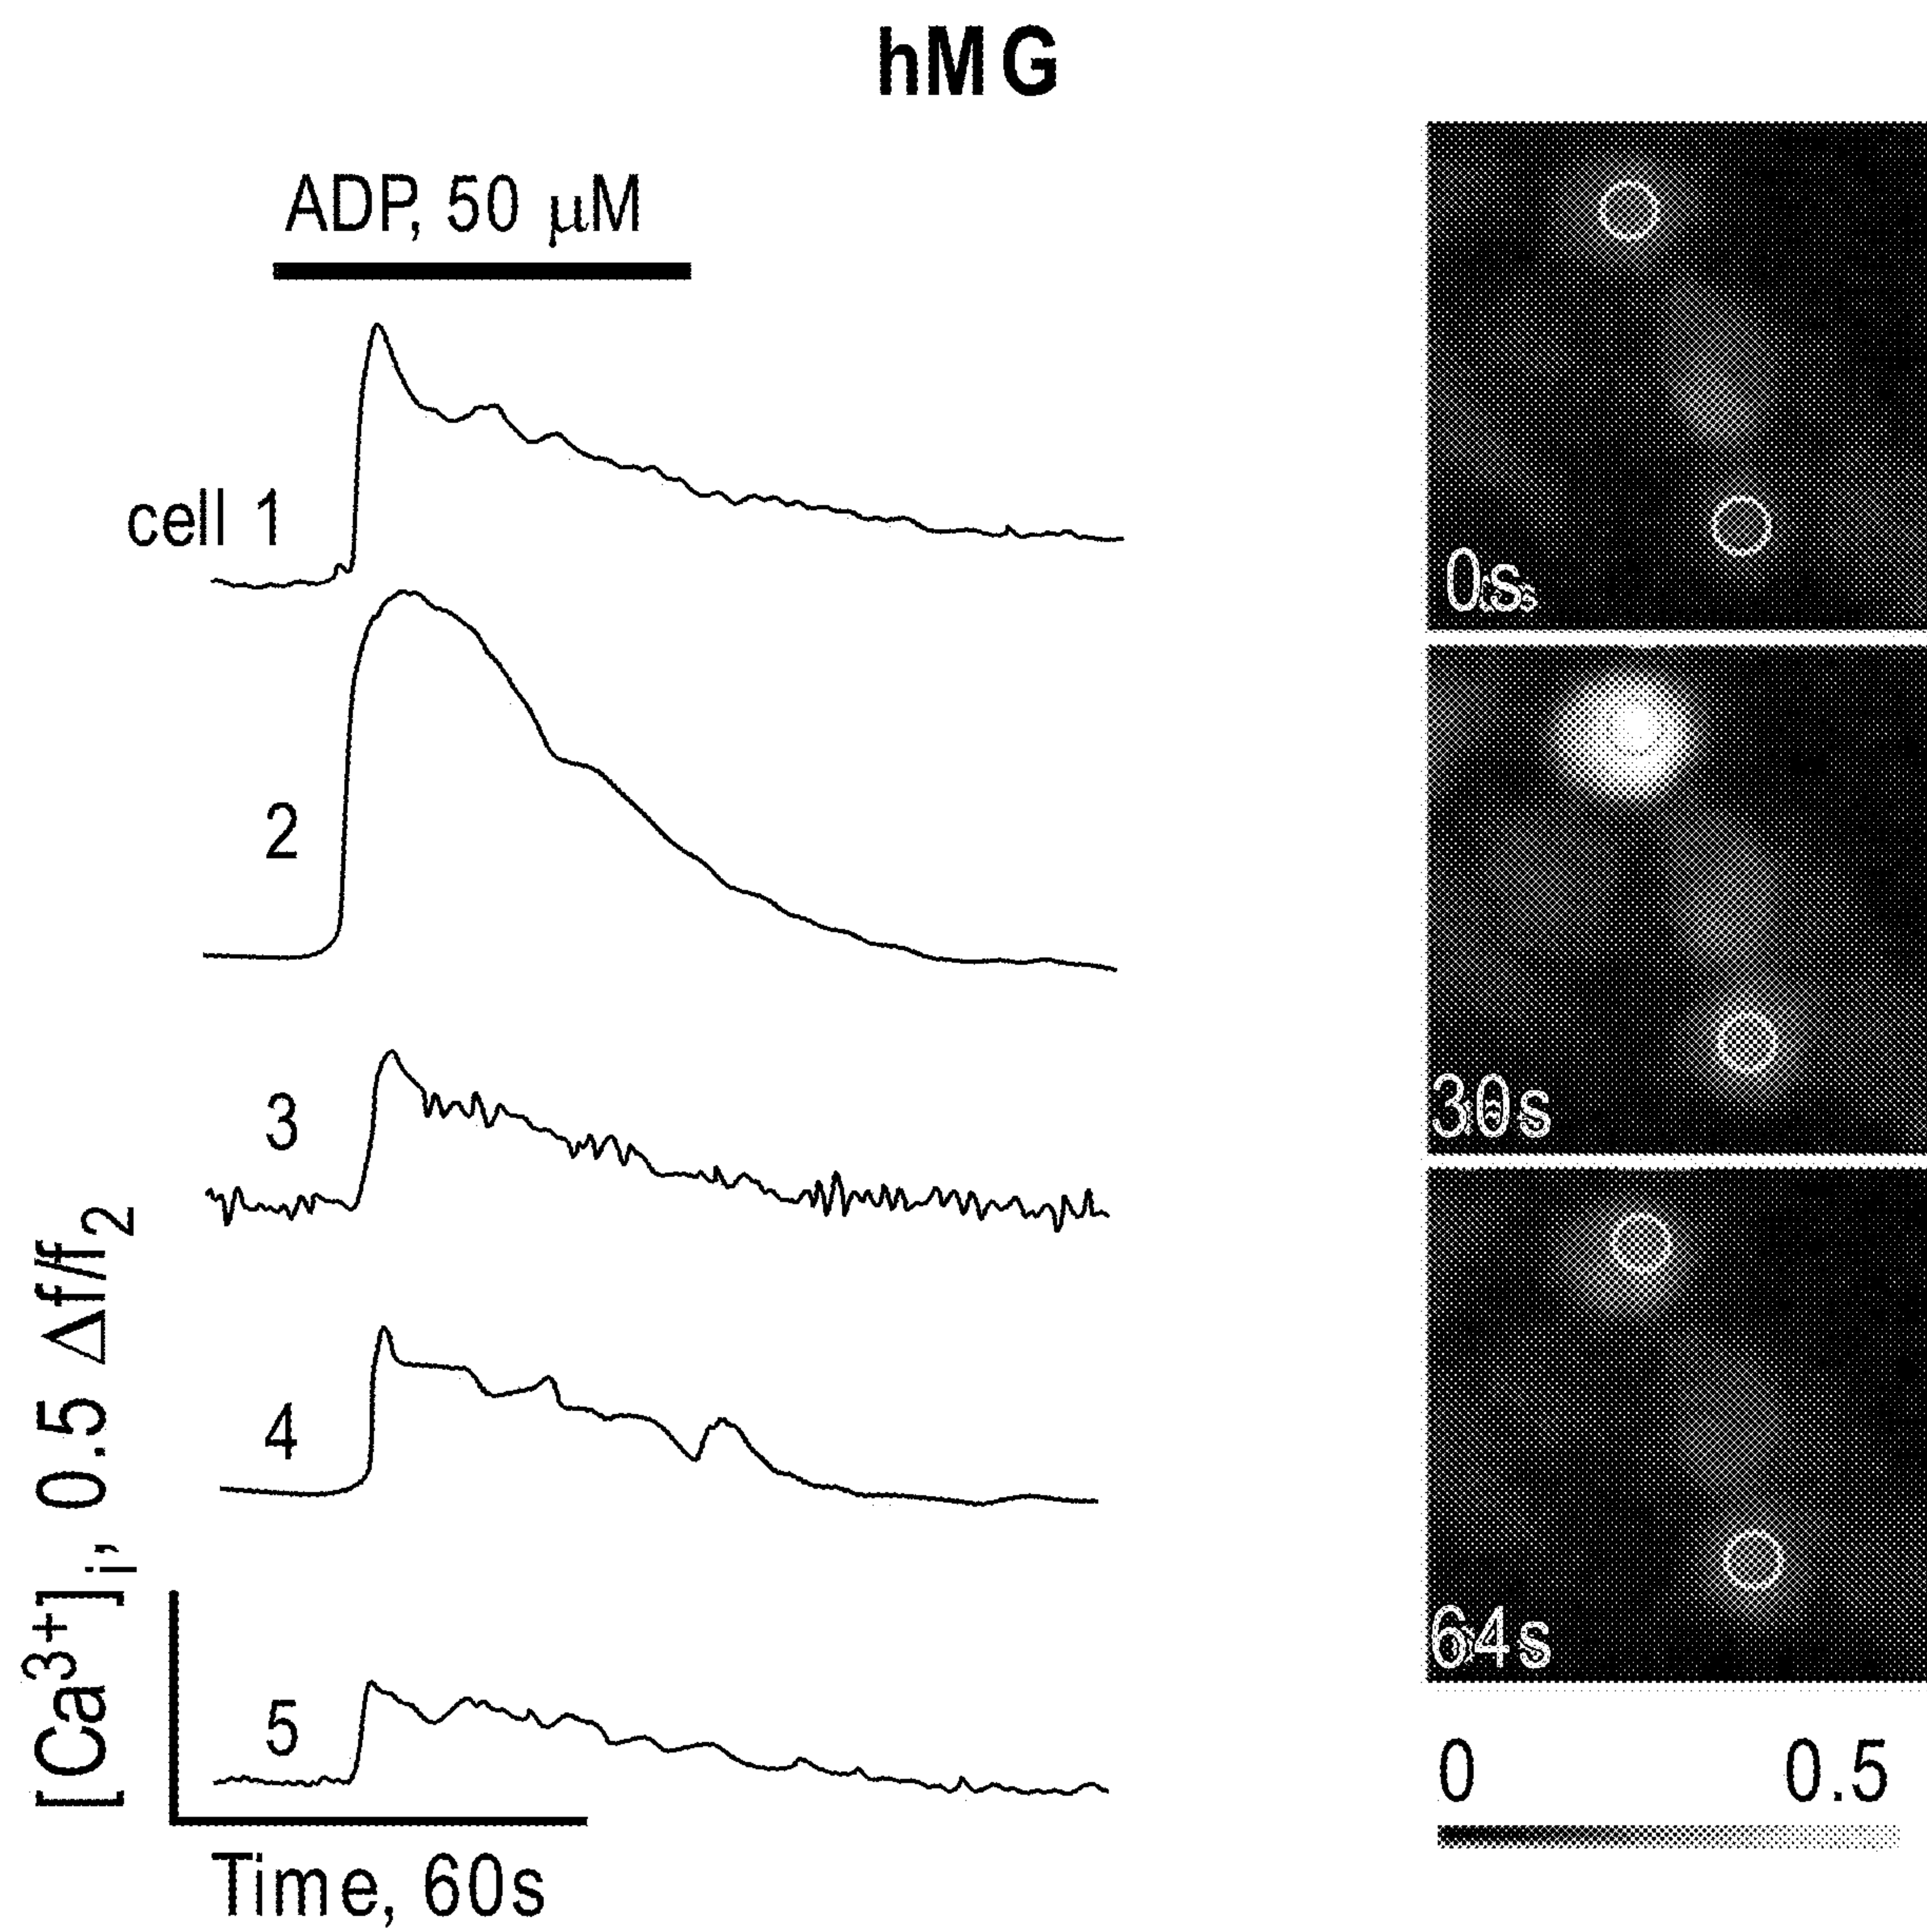 hMG
ADP, 50 μM
cell 1
2
3
4
5
[Ca³⁺]ᵢ, 0.5 Δf/f₂
Time, 60s
0s
30s
64s
0 0.5